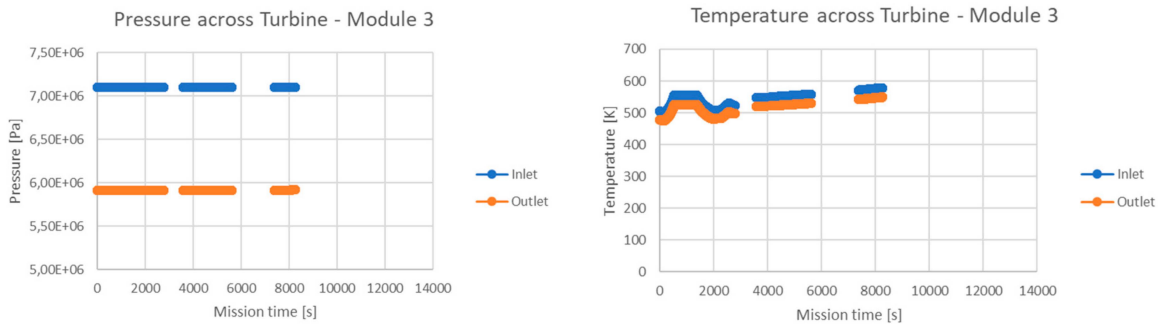 Pressure across Turbine - Module 3
7,50E+06
7,00E+06
6,50E+06
6,00E+06
5,50E+06
5,00E+06
Pressure [Pa]
0 2000 4000 6000 8000 10000 12000 14000
Mission time [s]
Inlet
Outlet
Temperature across Turbine - Module 3
700
600
500
400
300
200
100
0
Temperature [K]
0 2000 4000 6000 8000 10000 12000 14000
Mission time [s]
Inlet
Outlet